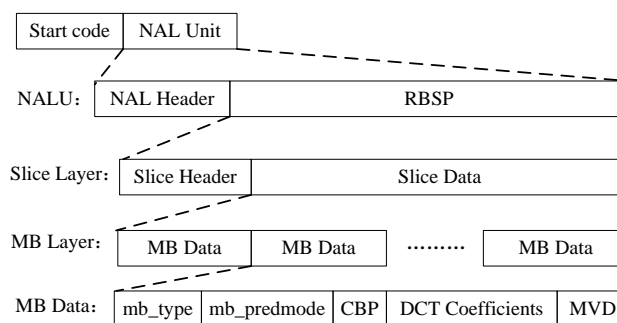 Start code NAL Unit
NALU： NAL Header RBSP
Slice Layer： Slice Header Slice Data
MB Layer： MB Data MB Data ……… MB Data
MB Data： mb_type mb_predmode CBP DCT Coefficients MVD